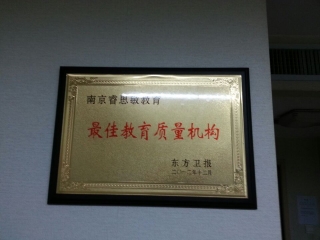 南京睿思敏教育
最佳教育质量机构
东方卫报
二〇一二年十二月